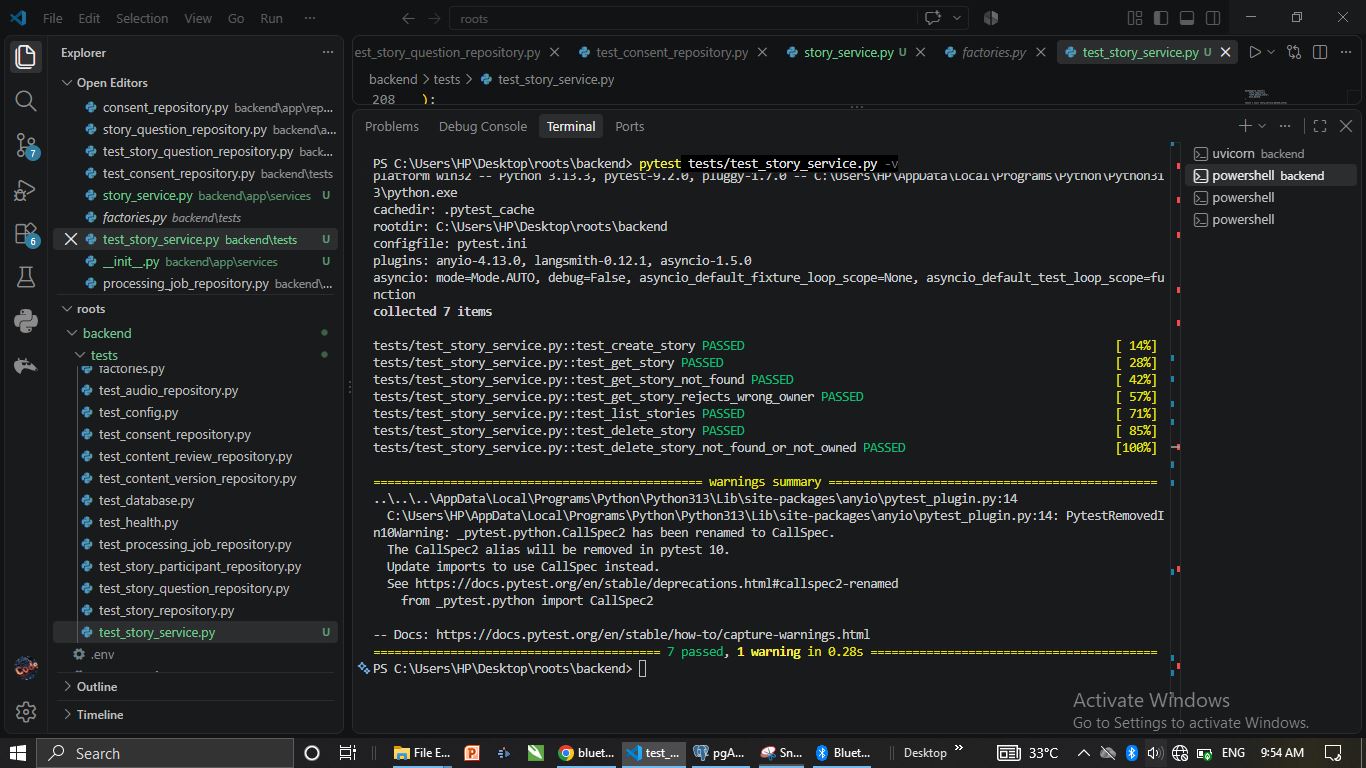 File Edit Selection View Go Run ···
roots
Explorer
Open Editors
consent_repository.py backend\app\rep...
story_question_repository.py backend\a...
test_story_question_repository.py back...
test_consent_repository.py backend\tests
story_service.py backend\app\services U
factories.py backend\tests
test_story_service.py backend\tests U
__init__.py backend\app\services U
processing_job_repository.py backend\...
roots
backend
tests
factories.py
test_audio_repository.py
test_config.py
test_consent_repository.py
test_content_review_repository.py
test_content_version_repository.py
test_database.py
test_health.py
test_processing_job_repository.py
test_story_participant_repository.py
test_story_question_repository.py
test_story_repository.py
test_story_service.py U
.env
Outline
Timeline
7
6
est_story_question_repository.py test_consent_repository.py story_service.py U factories.py test_story_service.py U
backend > tests > test_story_service.py
208 ):
Problems Debug Console Terminal Ports
PS C:\Users\HP\Desktop\roots\backend> pytest tests/test_story_service.py -v
platform win32 -- Python 3.13.3, pytest-9.2.0, pluggy-1.7.0 -- C:\Users\HP\AppData\Local\Programs\Python\Python31
3\python.exe
cachedir: .pytest_cache
rootdir: C:\Users\HP\Desktop\roots\backend
configfile: pytest.ini
plugins: anyio-4.13.0, langsmith-0.12.1, asyncio-1.5.0
asyncio: mode=Mode.AUTO, debug=False, asyncio_default_fixture_loop_scope=None, asyncio_default_test_loop_scope=fu
nction
collected 7 items
tests/test_story_service.py::test_create_story PASSED [ 14%]
tests/test_story_service.py::test_get_story PASSED [ 28%]
tests/test_story_service.py::test_get_story_not_found PASSED [ 42%]
tests/test_story_service.py::test_get_story_rejects_wrong_owner PASSED [ 57%]
tests/test_story_service.py::test_list_stories PASSED [ 71%]
tests/test_story_service.py::test_delete_story PASSED [ 85%]
tests/test_story_service.py::test_delete_story_not_found_or_not_owned PASSED [100%]
warnings summary
..\..\..\AppData\Local\Programs\Python\Python313\Lib\site-packages\anyio\pytest_plugin.py:14
C:\Users\HP\AppData\Local\Programs\Python\Python313\Lib\site-packages\anyio\pytest_plugin.py:14: PytestRemovedI
n10Warning: _pytest.python.CallSpec2 has been renamed to CallSpec.
The CallSpec2 alias will be removed in pytest 10.
Update imports to use CallSpec instead.
See https://docs.pytest.org/en/stable/deprecations.html#callspec2-renamed
from _pytest.python import CallSpec2
-- Docs: https://docs.pytest.org/en/stable/how-to/capture-warnings.html
7 passed, 1 warning in 0.28s
PS C:\Users\HP\Desktop\roots\backend>
uvicorn backend
powershell backend
powershell
powershell
Activate Windows
Go to Settings to activate Windows.
Search
File E...
bluet...
test_...
pgA...
Sn...
Bluet...
Desktop
33°C
ENG
9:54 AM